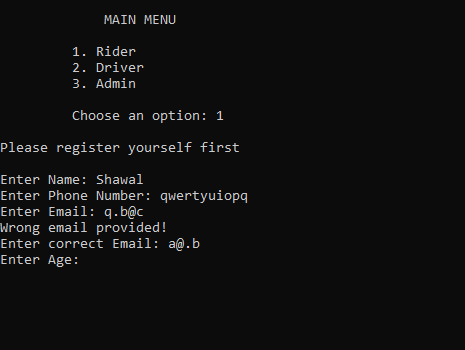 MAIN MENU
1. Rider
2. Driver
3. Admin
Choose an option: 1
Please register yourself first
Enter Name: Shawal
Enter Phone Number: qwertyuiopq
Enter Email: q.b@c
Wrong email provided!
Enter correct Email: a@.b
Enter Age: